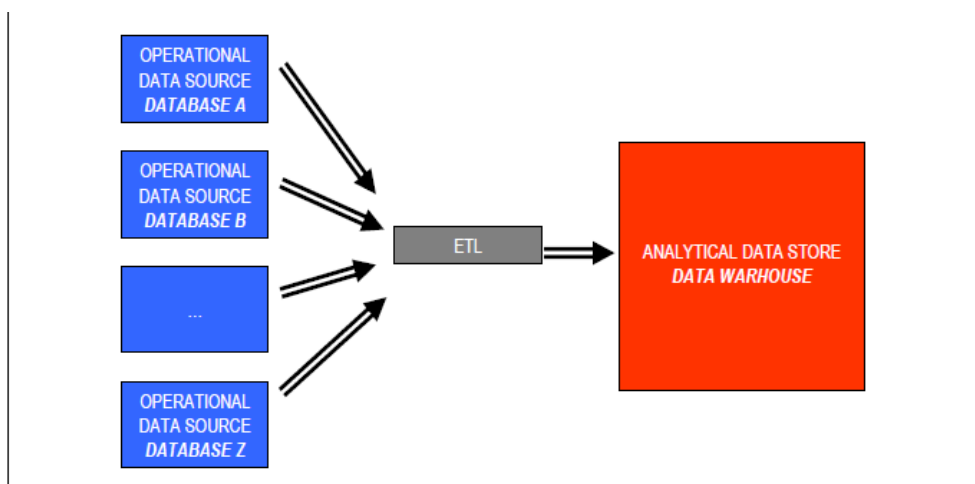 OPERATIONAL
DATA SOURCE
DATABASE A
OPERATIONAL
DATA SOURCE
DATABASE B
...
OPERATIONAL
DATA SOURCE
DATABASE Z
ETL
ANALYTICAL DATA STORE
DATA WARHOUSE